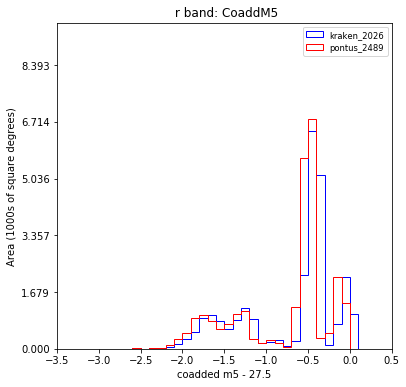 r band: CoaddM5
kraken_2026
pontus_2489
Area (1000s of square degrees)
8.393
6.714
5.036
3.357
1.679
0.000
−3.5 −3.0 −2.5 −2.0 −1.5 −1.0 −0.5 0.0 0.5
coadded m5 - 27.5